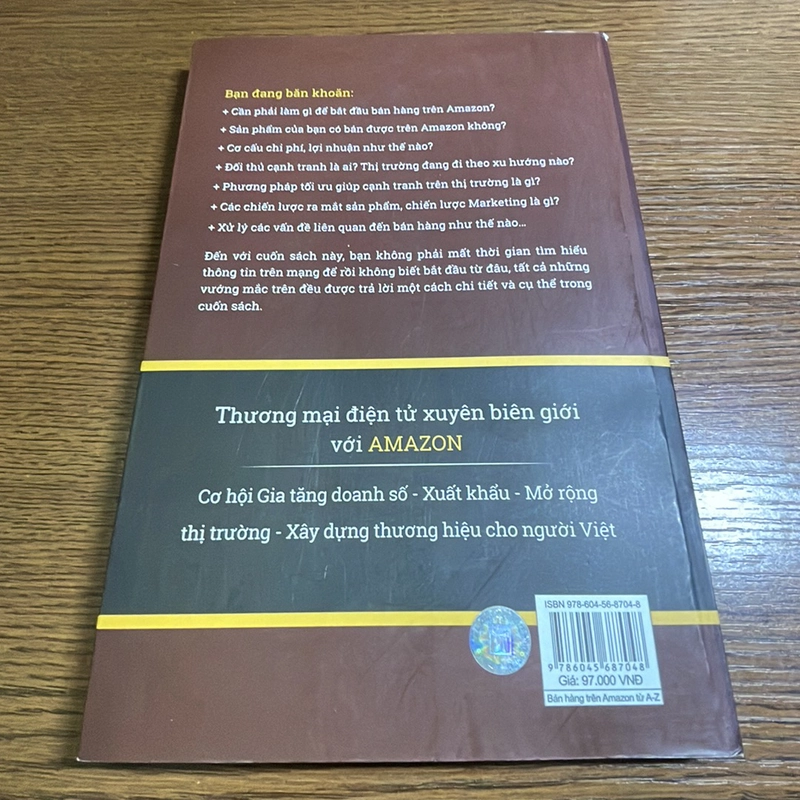 Bạn đang băn khoăn:
+ Cần phải làm gì để bắt đầu bán hàng trên Amazon?
+ Sản phẩm của bạn có bán được trên Amazon không?
+ Cơ cấu chi phí, lợi nhuận như thế nào?
+ Đối thủ cạnh tranh là ai? Thị trường đang đi theo xu hướng nào?
+ Phương pháp tối ưu giúp cạnh tranh trên thị trường là gì?
+ Các chiến lược ra mắt sản phẩm, chiến lược Marketing là gì?
+ Xử lý các vấn đề liên quan đến bán hàng như thế nào...
Đến với cuốn sách này, bạn không phải mất thời gian tìm hiểu
thông tin trên mạng để rồi không biết bắt đầu từ đâu, tất cả những
vướng mắc trên đều được trả lời một cách chi tiết và cụ thể trong
cuốn sách.
Thương mại điện tử xuyên biên giới
với AMAZON
Cơ hội Gia tăng doanh số - Xuất khẩu - Mở rộng
thị trường - Xây dựng thương hiệu cho người Việt
ISBN 978-604-56-8704-8
9 786045 687048
Giá: 97.000 VNĐ
Bán hàng trên Amazon từ A-Z